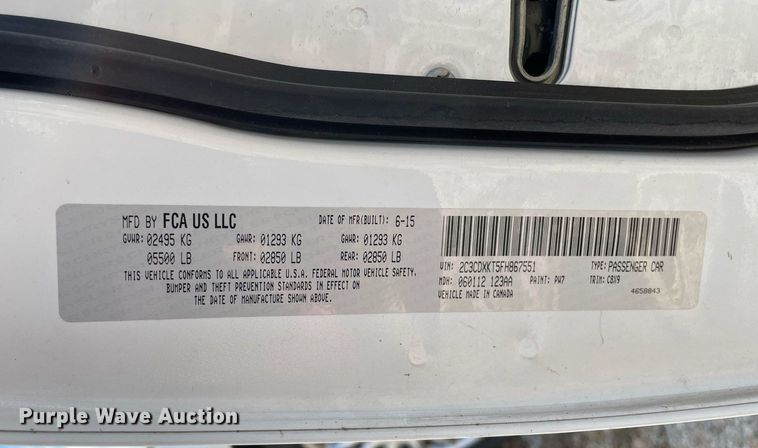 MFD BY FCA US LLC DATE OF MFR(BUILT): 6-15
GVWR: 02495 KG GAWR: 01293 KG GAWR: 01293 KG
05500 LB FRONT: 02850 LB REAR: 02850 LB
THIS VEHICLE CONFORMS TO ALL APPLICABLE U.S.A. FEDERAL MOTOR VEHICLE SAFETY,
BUMPER AND THEFT PREVENTION STANDARDS IN EFFECT ON
THE DATE OF MANUFACTURE SHOWN ABOVE.
VIN: 2C3CDXKT5FH867551 TYPE: PASSENGER CAR
MDH: 060112 123AA PAINT: PW7 TRIM: CBX9
VEHICLE MADE IN CANADA 4658843
Purple Wave Auction